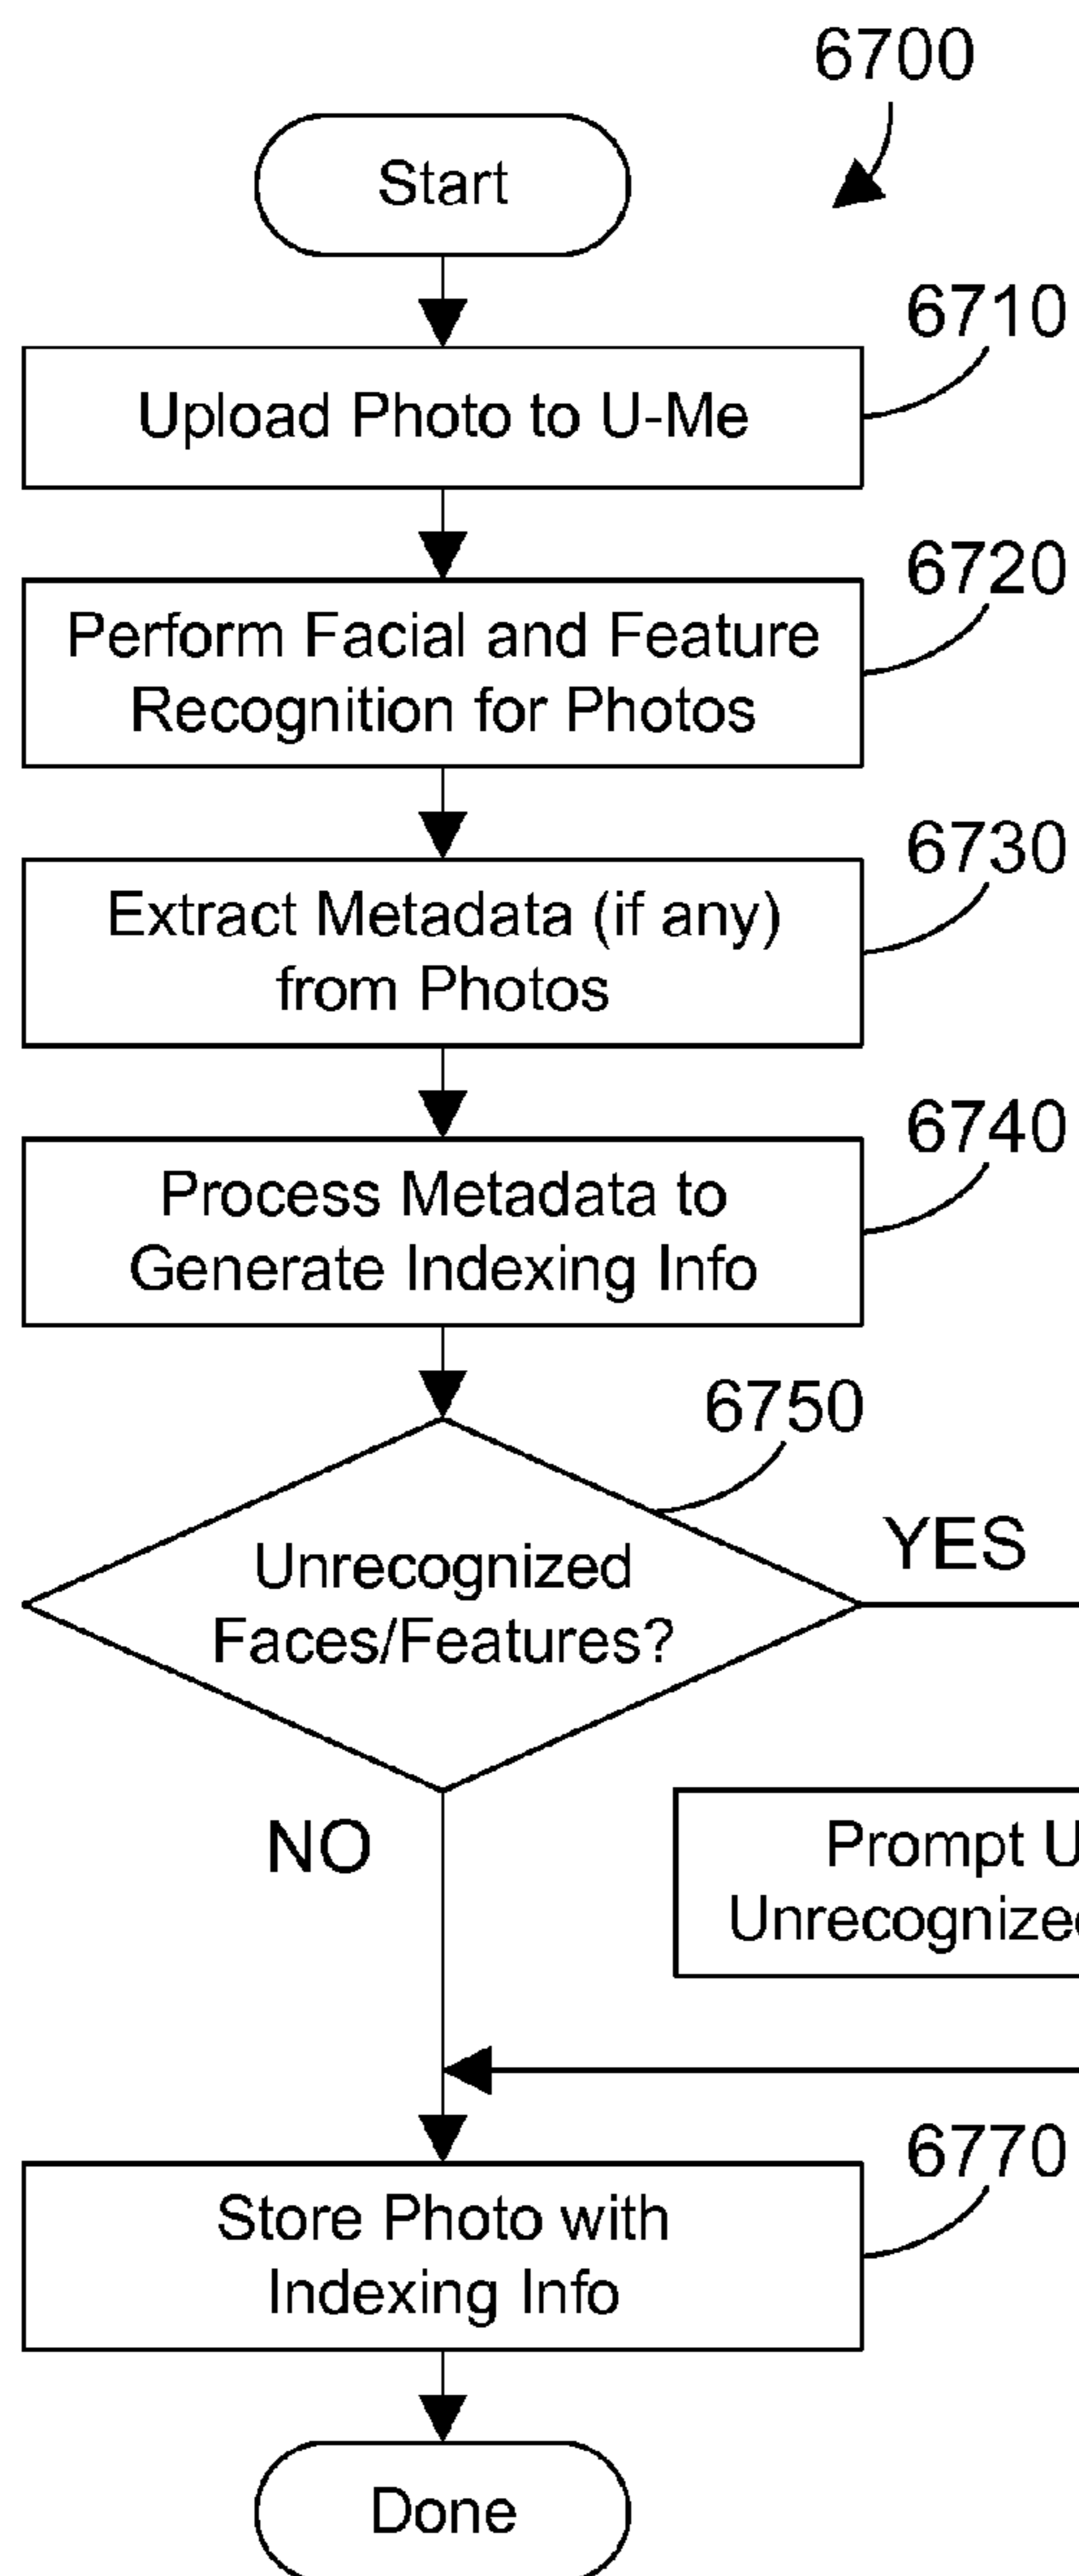 6700
Start
6710
Upload Photo to U-Me
6720
Perform Facial and Feature
Recognition for Photos
6730
Extract Metadata (if any)
from Photos
6740
Process Metadata to
Generate Indexing Info
6750
Unrecognized
Faces/Features?
YES
NO
Prompt
6770
Store Photo with
Indexing Info
Done